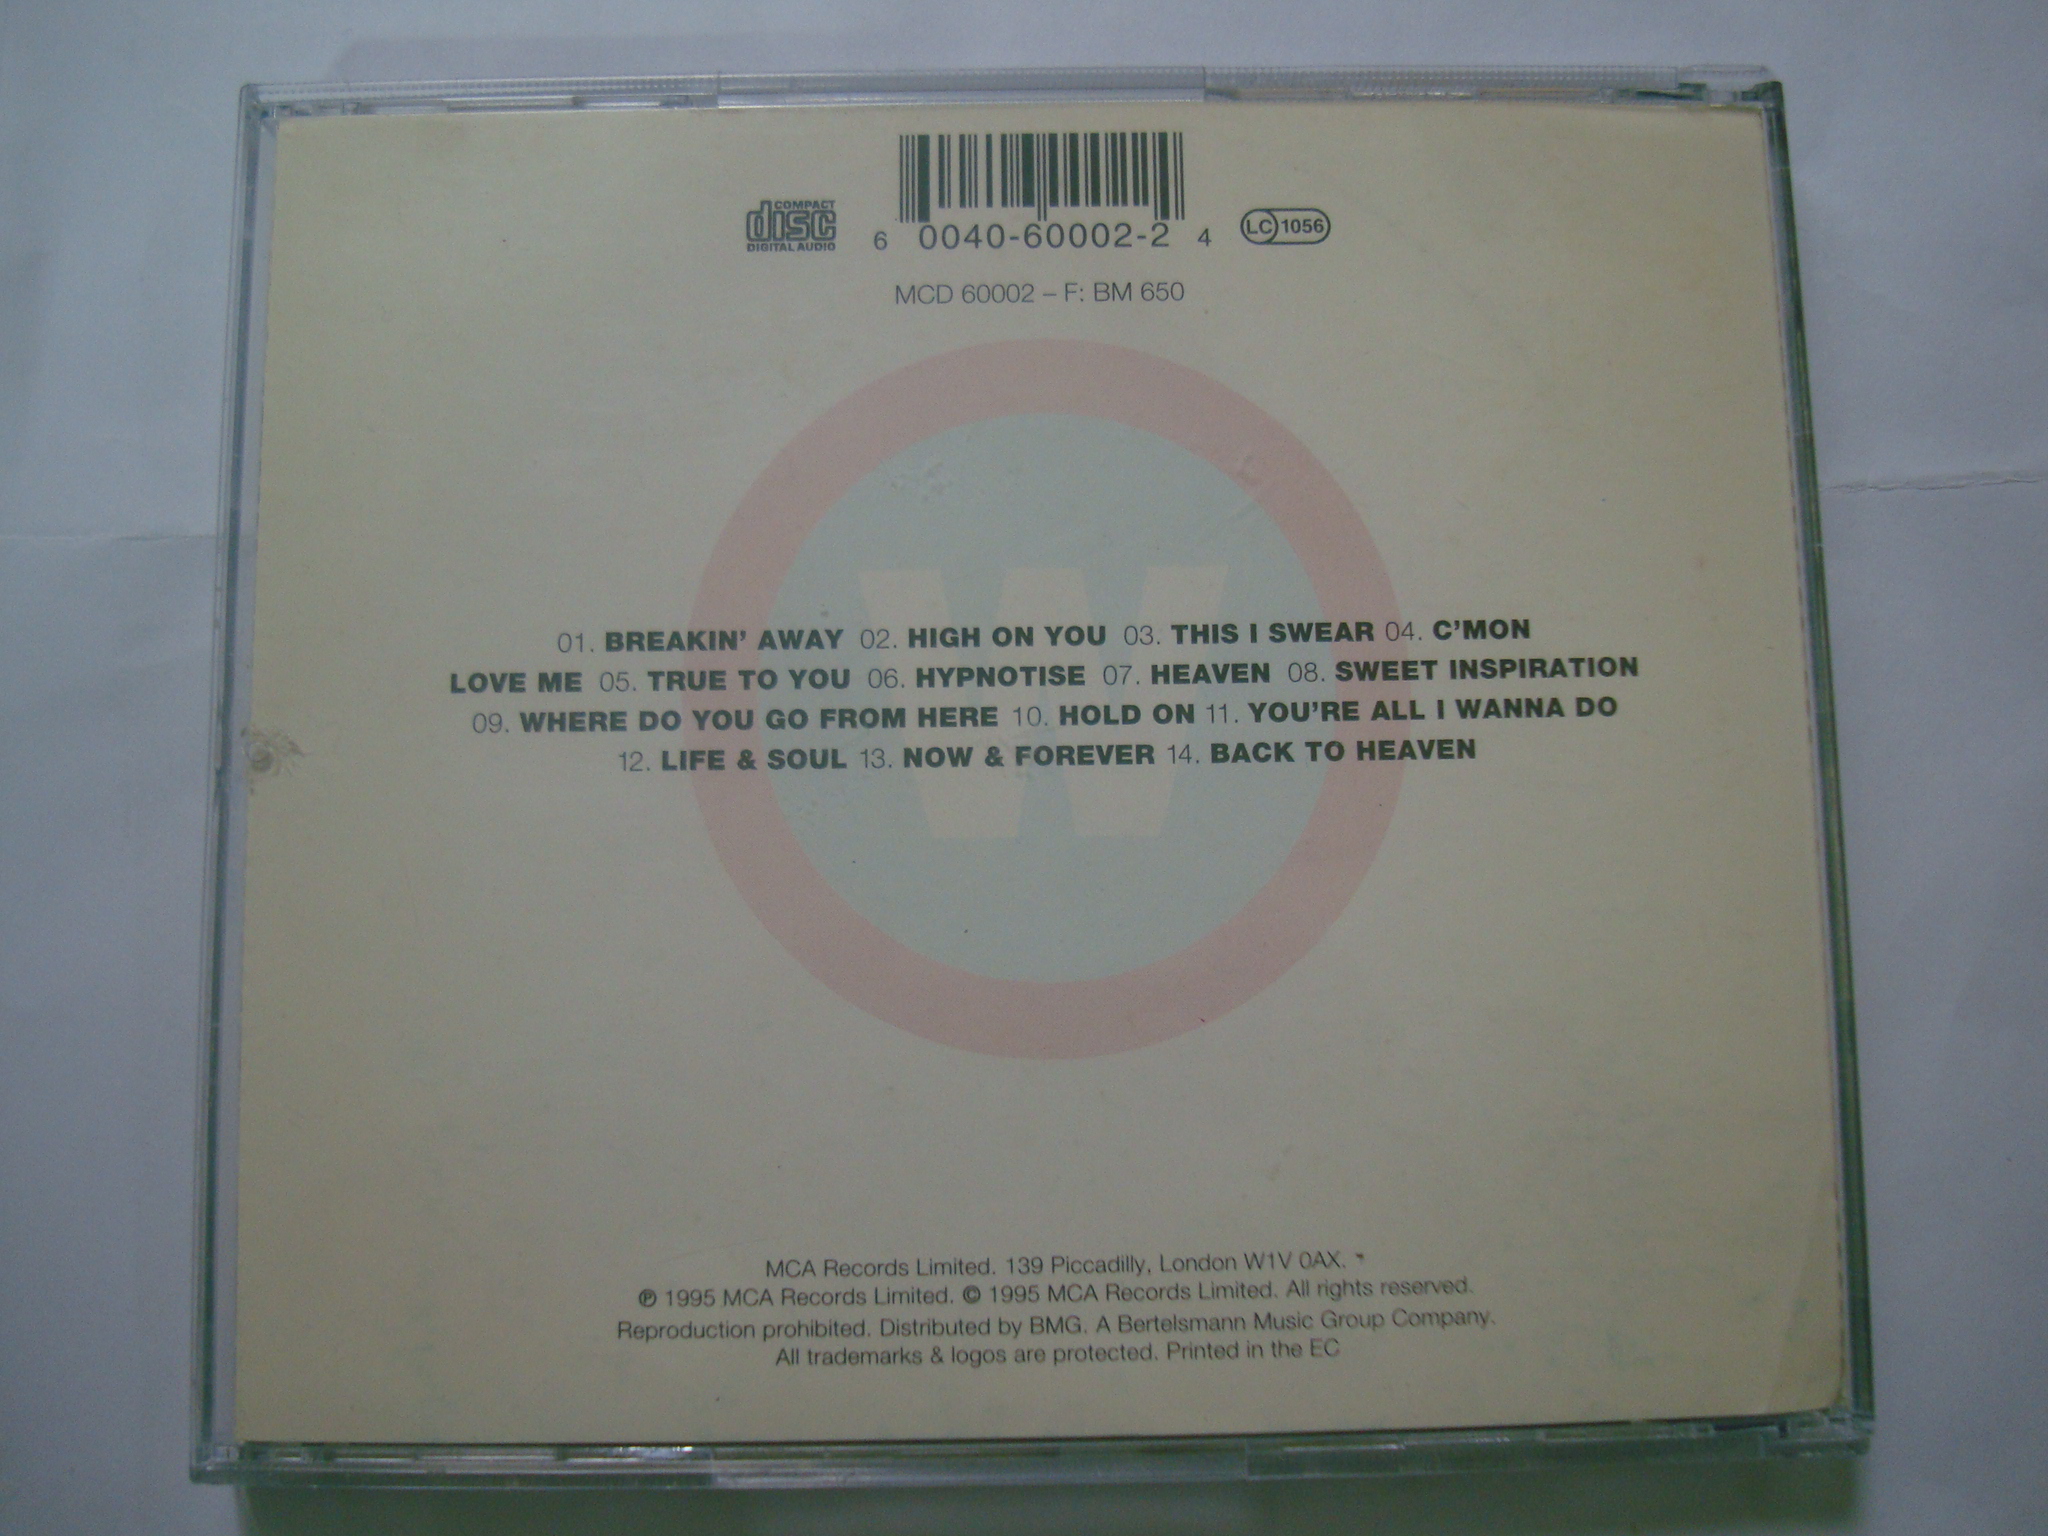 COMPACT
disc
DIGITAL AUDIO
6 0040-60002-2 4
LC 1056
MCD 60002 – F: BM 650
W
01. BREAKIN' AWAY 02. HIGH ON YOU 03. THIS I SWEAR 04. C'MON
LOVE ME 05. TRUE TO YOU 06. HYPNOTISE 07. HEAVEN 08. SWEET INSPIRATION
09. WHERE DO YOU GO FROM HERE 10. HOLD ON 11. YOU'RE ALL I WANNA DO
12. LIFE & SOUL 13. NOW & FOREVER 14. BACK TO HEAVEN
MCA Records Limited. 139 Piccadilly, London W1V 0AX.
℗ 1995 MCA Records Limited. © 1995 MCA Records Limited. All rights reserved.
Reproduction prohibited. Distributed by BMG. A Bertelsmann Music Group Company.
All trademarks & logos are protected. Printed in the EC